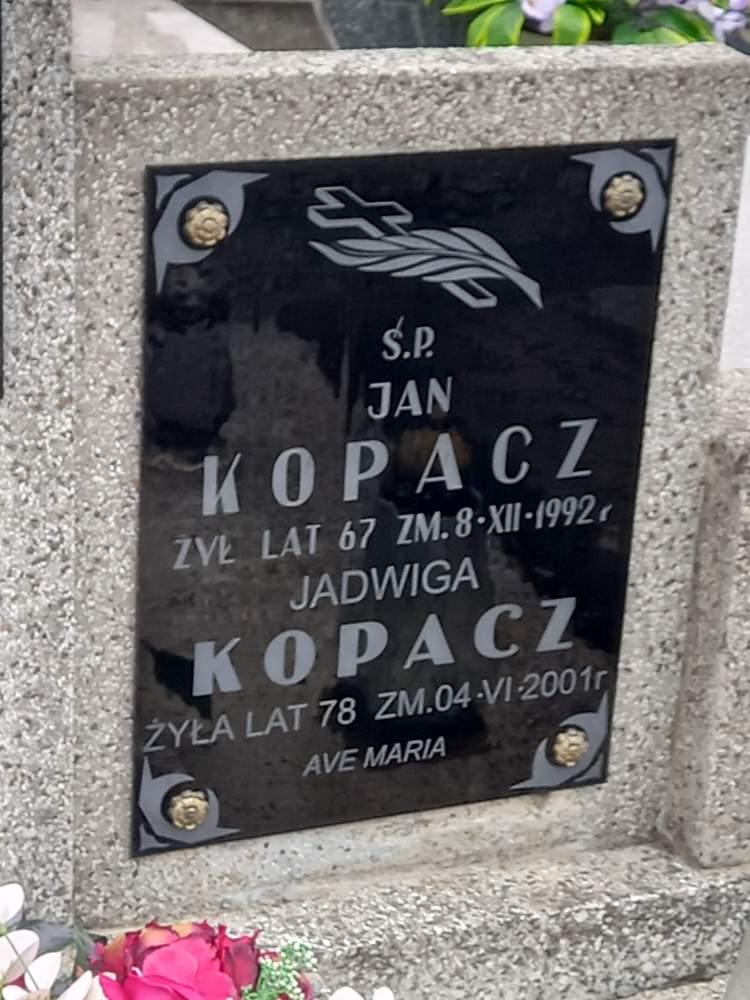 Ś.P.
JAN
KOPACZ
ŻYŁ LAT 67 ZM. 8·XII·1992r
JADWIGA
KOPACZ
ŻYŁA LAT 78 ZM.04·VI·2001r
AVE MARIA